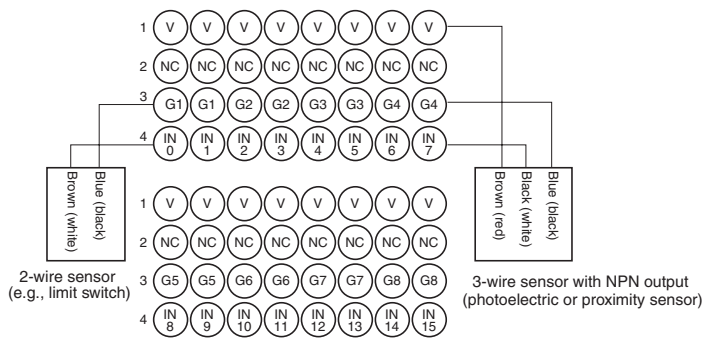 1 V V V V V V V V
2 NC NC NC NC NC NC NC NC
3 G1 G1 G2 G2 G3 G3 G4 G4
4 IN 0 IN 1 IN 2 IN 3 IN 4 IN 5 IN 6 IN 7
Brown (white)
Blue (black)
Brown (red)
Black (white)
Blue (black)
2-wire sensor
(e.g., limit switch)
3-wire sensor with NPN output
(photoelectric or proximity sensor)
1 V V V V V V V V
2 NC NC NC NC NC NC NC NC
3 G5 G5 G6 G6 G7 G7 G8 G8
4 IN 8 IN 9 IN 10 IN 11 IN 12 IN 13 IN 14 IN 15